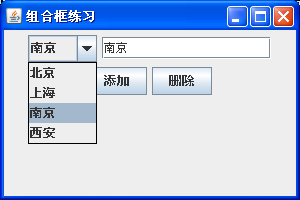 组合框练习
南京 南京
北京 添加 删除
上海
南京
西安